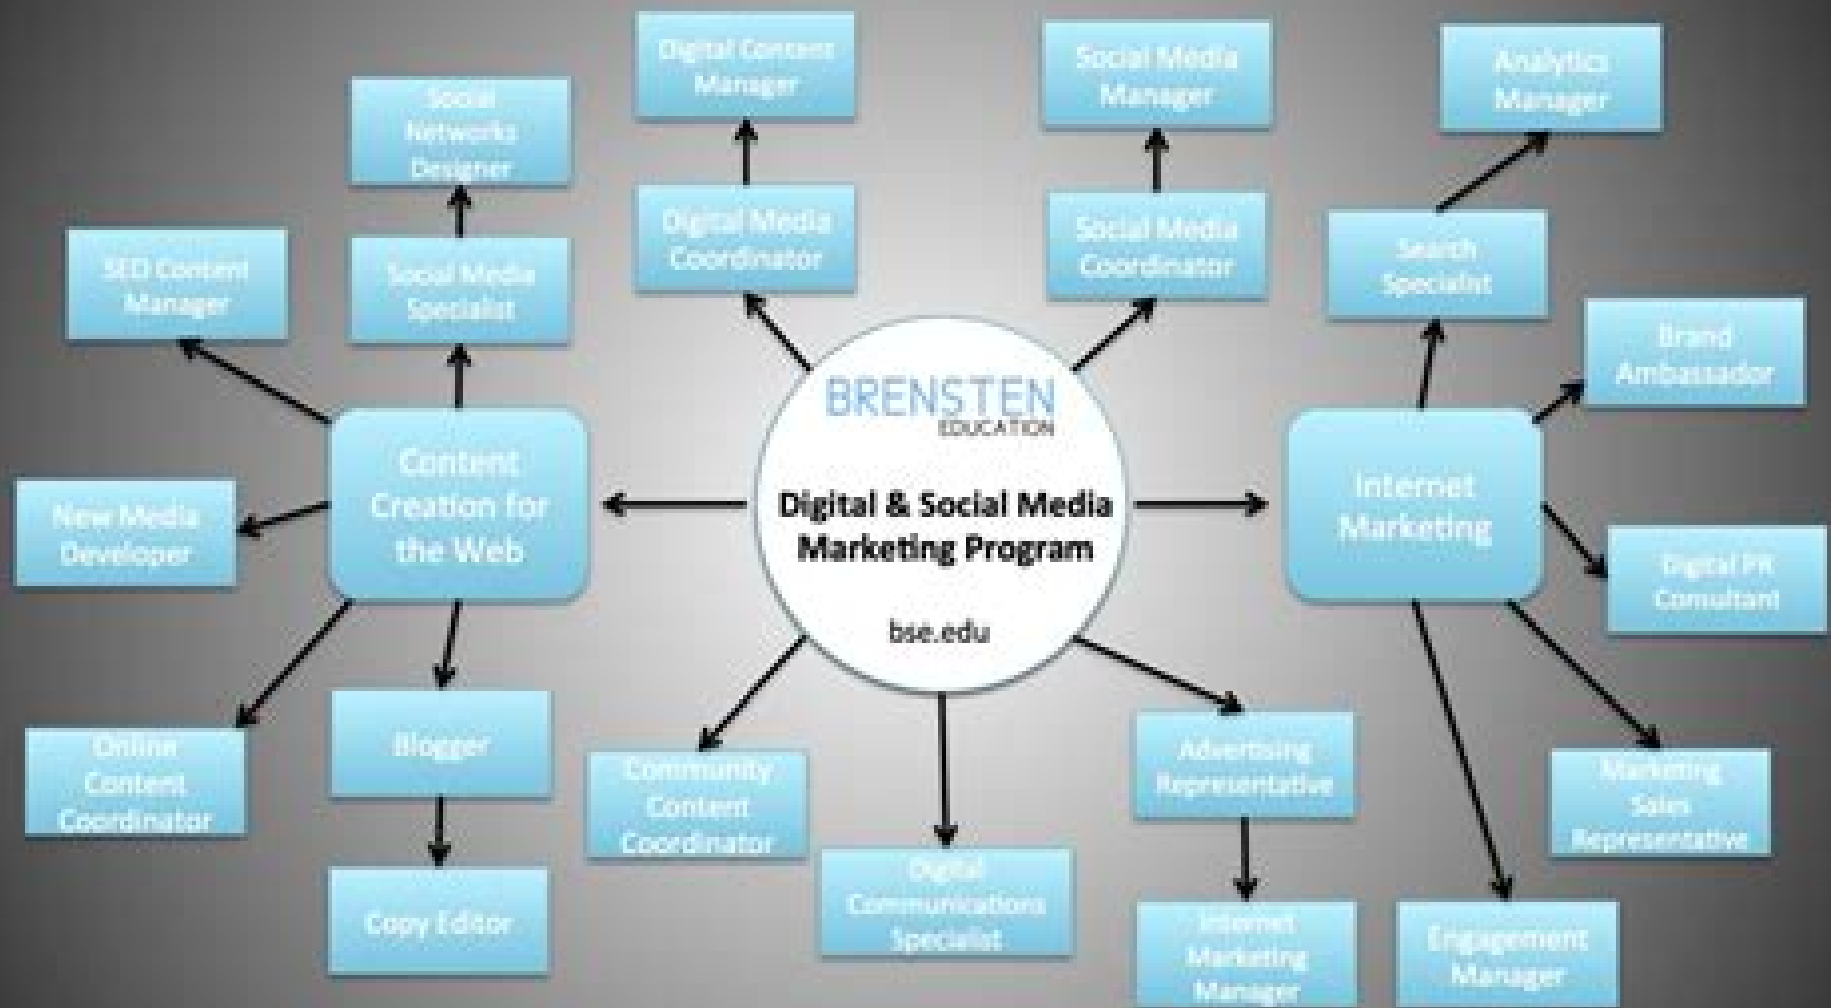 Digital Content
Manager
Social Media
Manager
Analytics
Manager
Social
Networks
Designer
Digital Media
Coordinator
Social Media
Coordinator
Search
Specialist
SEO Content
Manager
Social Media
Specialist
Brand
Ambassador
BRENSTEN
EDUCATION
Digital & Social Media
Marketing Program
bse.edu
Content
Creation for
the Web
Internet
Marketing
New Media
Developer
Digital PR
Consultant
Online
Content
Coordinator
Blogger
Community
Content
Coordinator
Advertising
Representative
Marketing
Sales
Representative
Copy Editor
Digital
Communications
Specialist
Internet
Marketing
Manager
Engagement
Manager